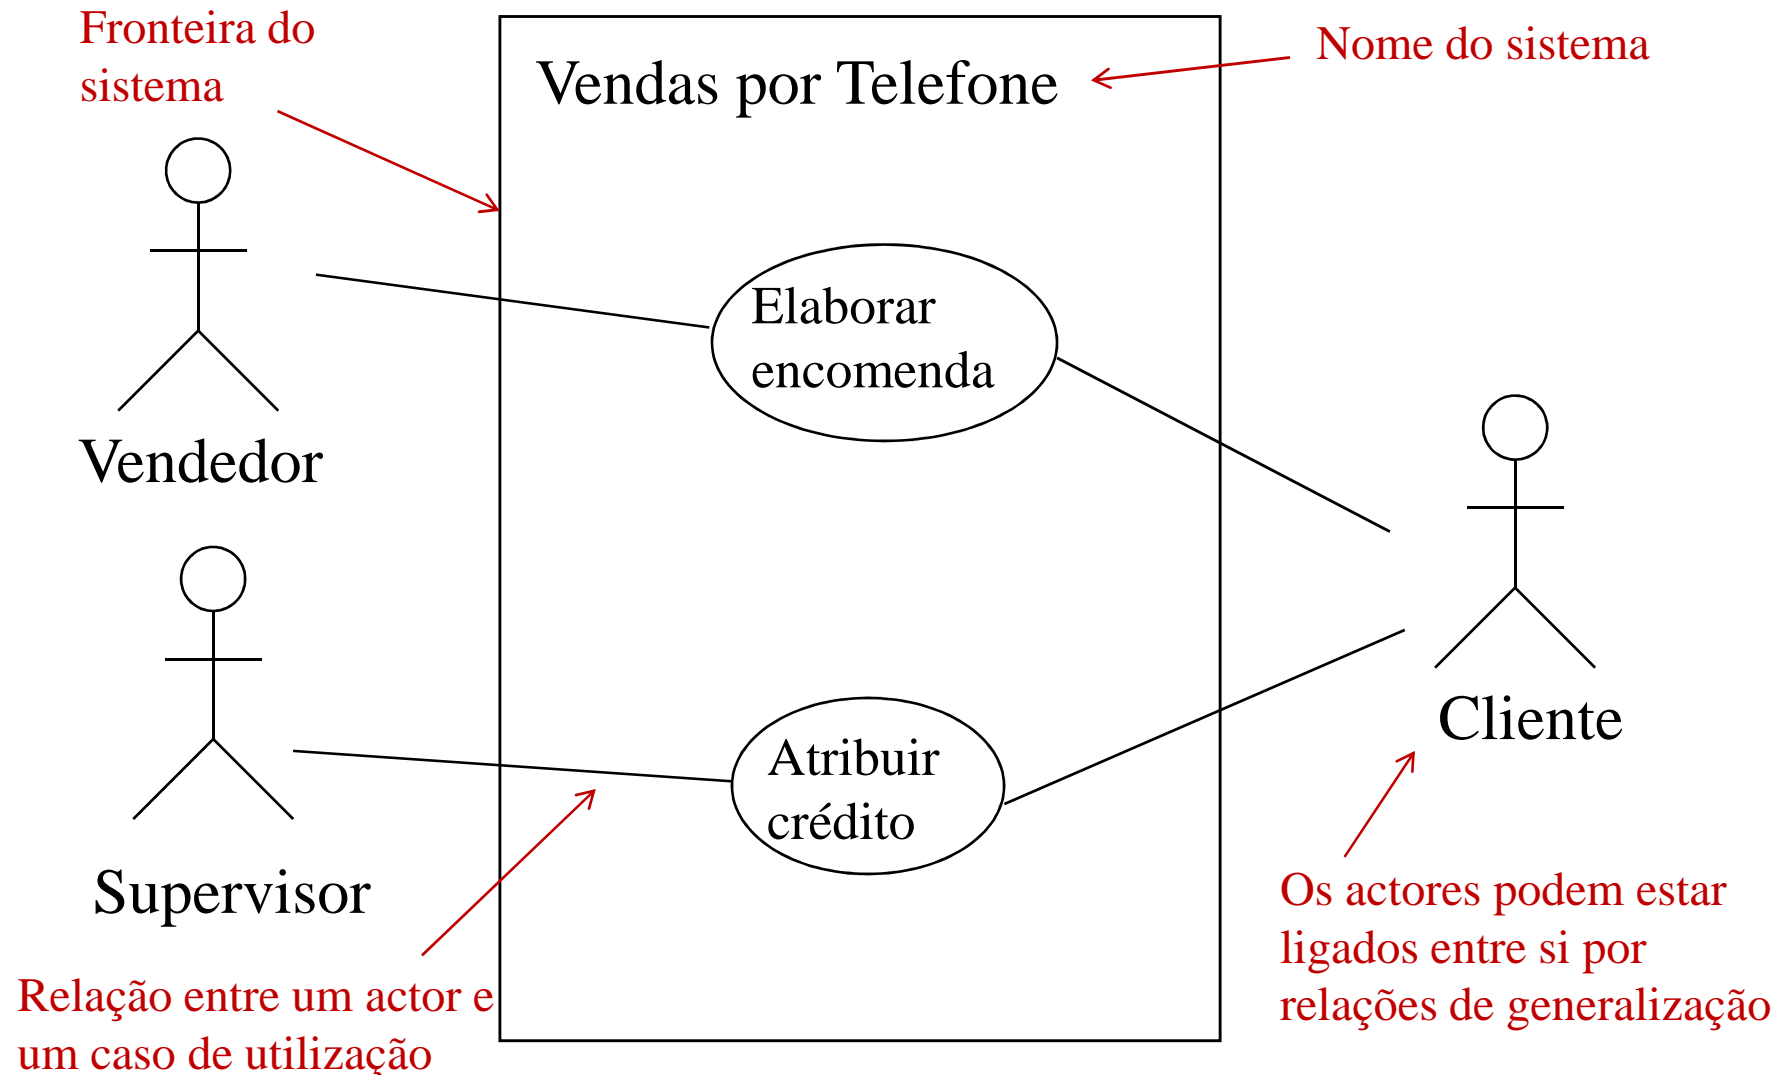 Fronteira do
sistema
Vendas por Telefone
Nome do sistema
Elaborar
encomenda
Vendedor
Cliente
Atribuir
crédito
Supervisor
Os actores podem estar
ligados entre si por
relações de generalização
Relação entre um actor e
um caso de utilização